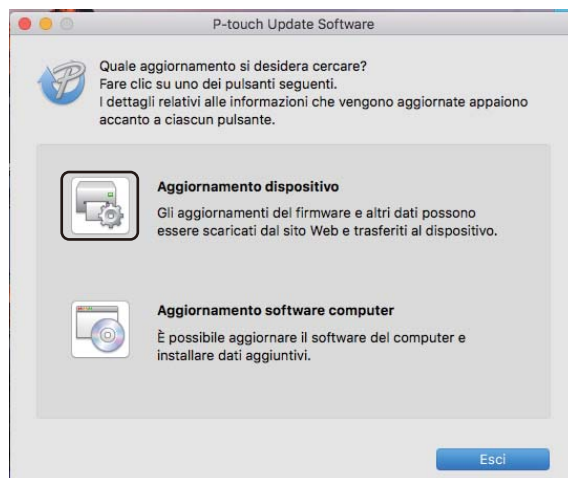 P-touch Update Software
Quale aggiornamento si desidera cercare?
Fare clic su uno dei pulsanti seguenti.
I dettagli relativi alle informazioni che vengono aggiornate appaiono
accanto a ciascun pulsante.
Aggiornamento dispositivo
Gli aggiornamenti del firmware e altri dati possono
essere scaricati dal sito Web e trasferiti al dispositivo.
Aggiornamento software computer
È possibile aggiornare il software del computer e
installare dati aggiuntivi.
Esci